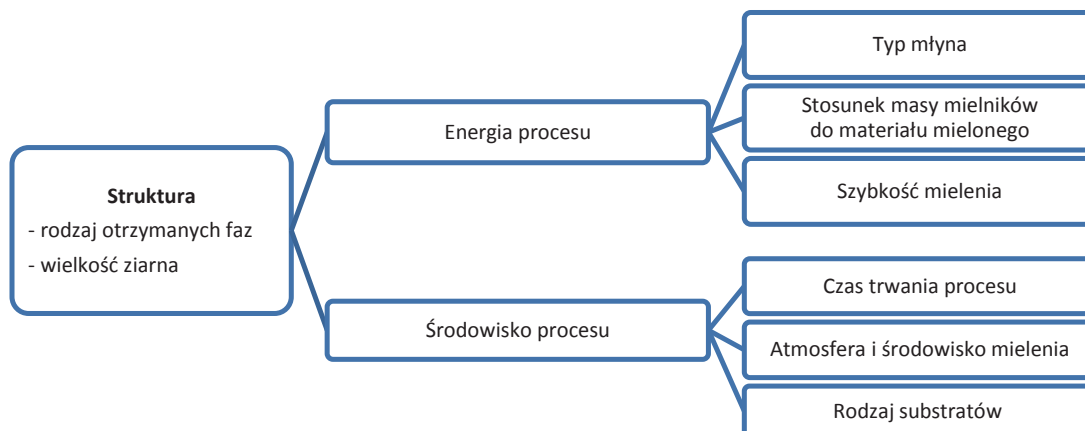 Struktura
- rodzaj otrzymanych faz
- wielkość ziarna
Energia procesu
Typ młyna
Stosunek masy mielników
do materiału mielonego
Szybkość mielenia
Środowisko procesu
Czas trwania procesu
Atmosfera i środowisko mielenia
Rodzaj substratów